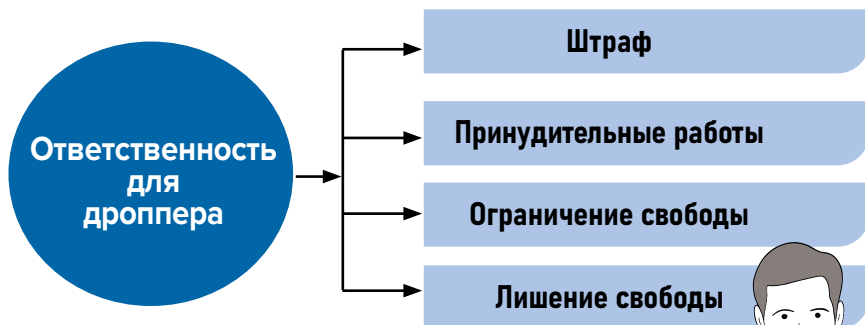 Ответственность
для
дроппера
Штраф
Принудительные работы
Ограничение свободы
Лишение свободы